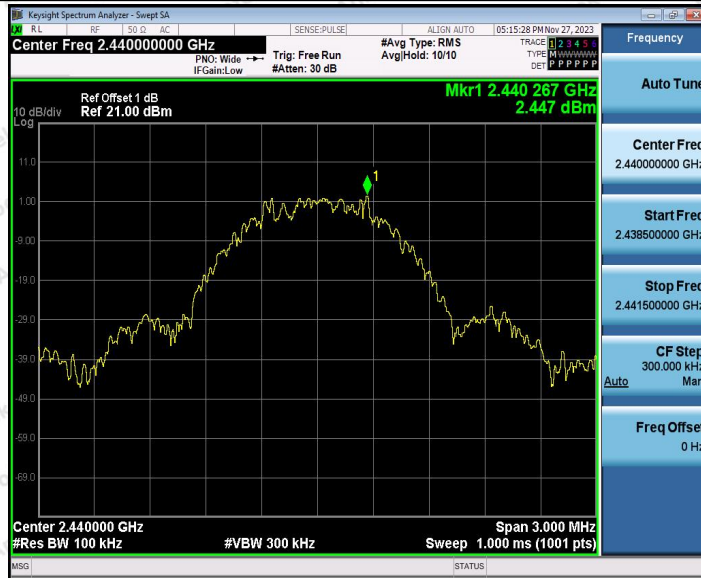 Keysight Spectrum Analyzer - Swept SA
LXI RL RF 50 Ω AC SENSE:PULSE ALIGN AUTO 05:15:28 PM Nov 27, 2023
Center Freq 2.440000000 GHz
PNO: Wide
IFGain:Low
Trig: Free Run
#Atten: 30 dB
#Avg Type: RMS
Avg|Hold: 10/10
TRACE 1 2 3 4 5 6
TYPE M WWWWW
DET P P P P P P
Frequency
Auto Tune
Center Freq
2.440000000 GHz
Start Freq
2.438500000 GHz
Stop Freq
2.441500000 GHz
CF Step
300.000 kHz
Auto Man
Freq Offset
0 Hz
Mkr1 2.440 267 GHz
2.447 dBm
Ref Offset 1 dB
10 dB/div Ref 21.00 dBm
Log
1
11.0
1.00
-9.00
-19.0
-29.0
-39.0
-49.0
-59.0
-69.0
Center 2.440000 GHz Span 3.000 MHz
#Res BW 100 kHz #VBW 300 kHz Sweep 1.000 ms (1001 pts)
MSG STATUS